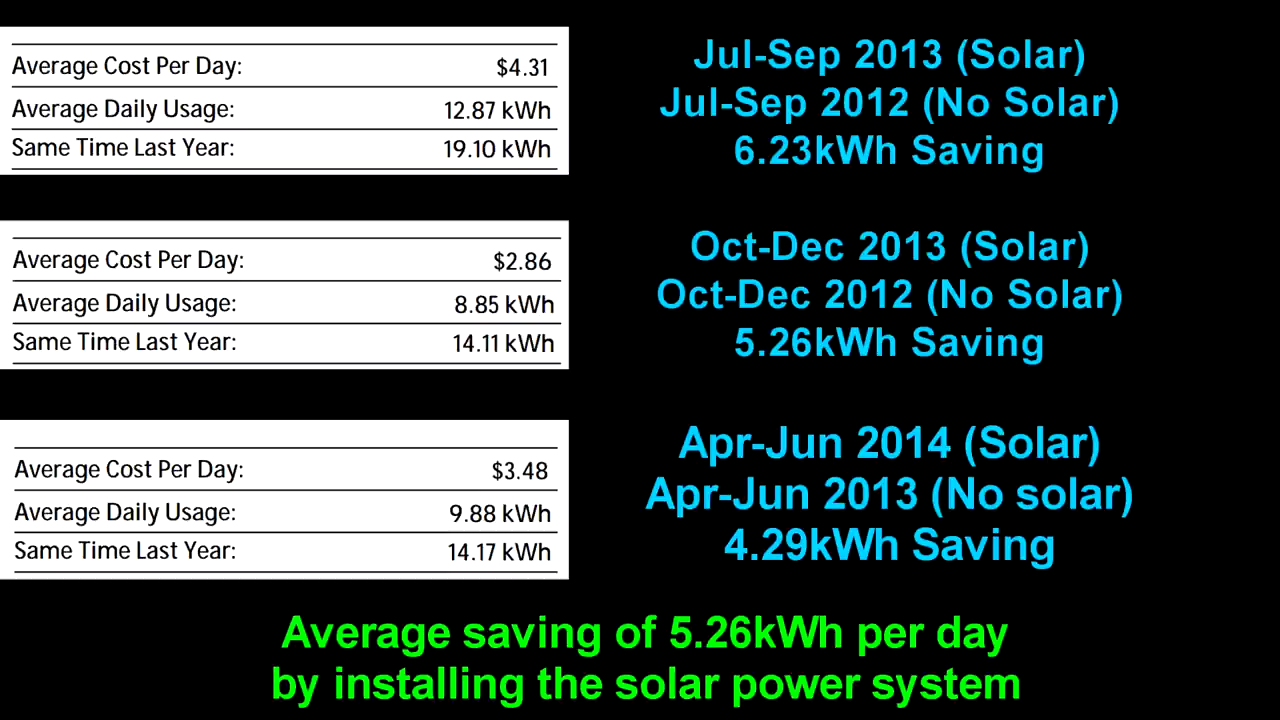 Average Cost Per Day: $4.31
Average Daily Usage: 12.87 kWh
Same Time Last Year: 19.10 kWh
Jul-Sep 2013 (Solar)
Jul-Sep 2012 (No Solar)
6.23kWh Saving
Average Cost Per Day: $2.86
Average Daily Usage: 8.85 kWh
Same Time Last Year: 14.11 kWh
Oct-Dec 2013 (Solar)
Oct-Dec 2012 (No Solar)
5.26kWh Saving
Average Cost Per Day: $3.48
Average Daily Usage: 9.88 kWh
Same Time Last Year: 14.17 kWh
Apr-Jun 2014 (Solar)
Apr-Jun 2013 (No solar)
4.29kWh Saving
Average saving of 5.26kWh per day
by installing the solar power system